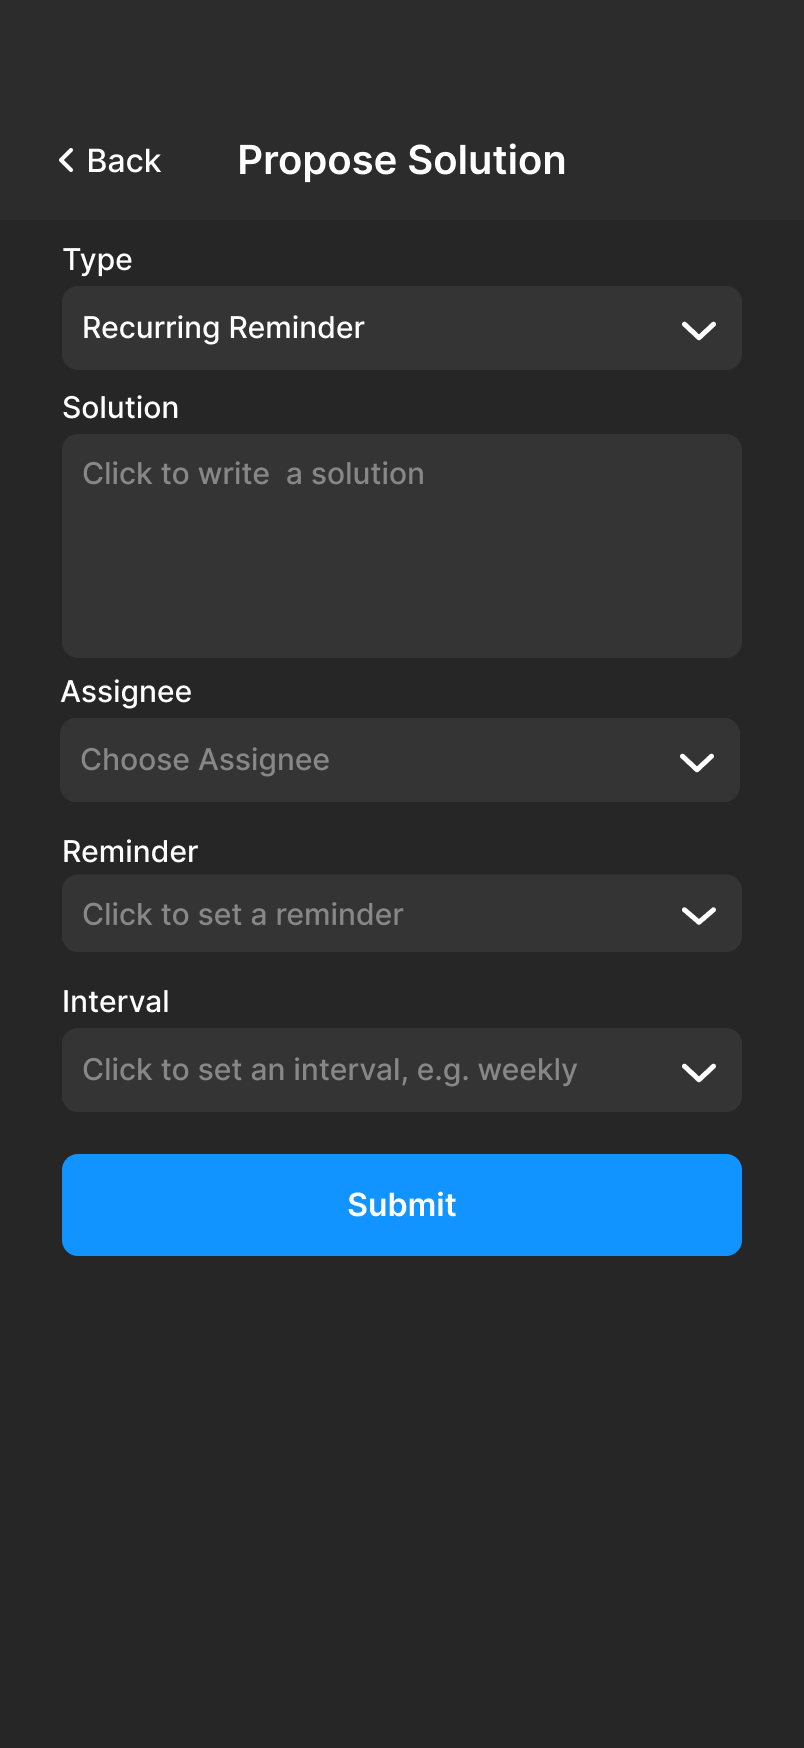 Back
Propose Solution
Type
Recurring Reminder
Solution
Click to write  a solution
Assignee
Choose Assignee
Reminder
Click to set a reminder
Interval
Click to set an interval, e.g. weekly
Submit